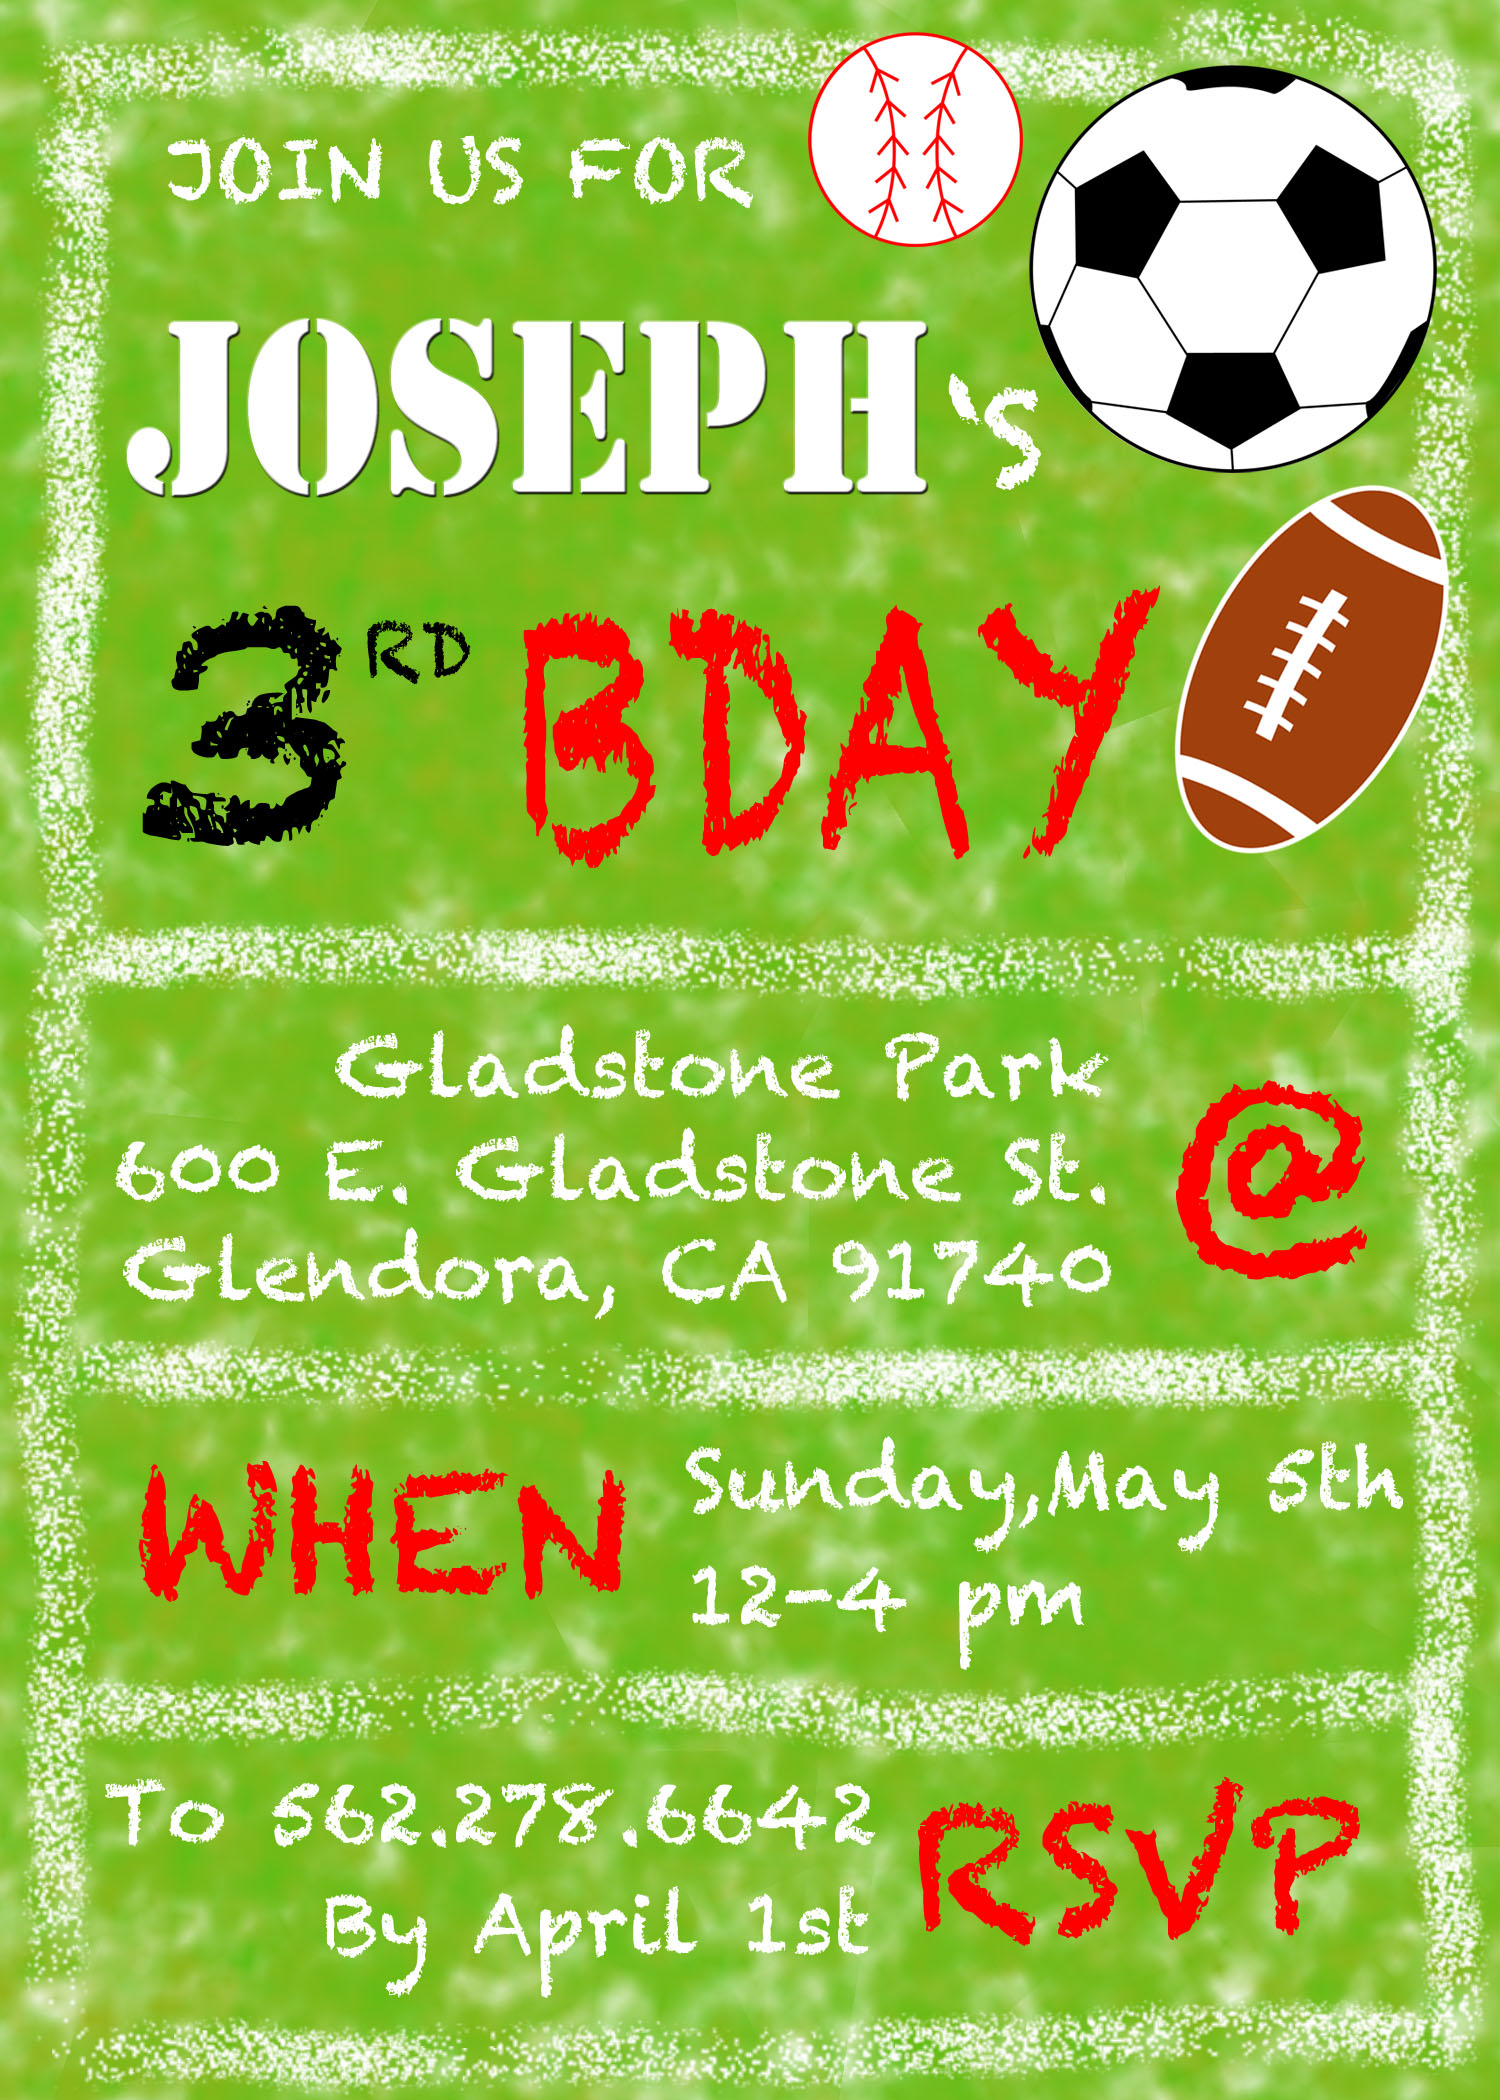 JOIN US FOR
JOSEPH's
3RD BDAY
Gladstone Park
600 E. Gladstone St.
Glendora, CA 91740
@
WHEN
Sunday,May 5th
12-4 pm
To 562.278.6642
By April 1st
RSVP